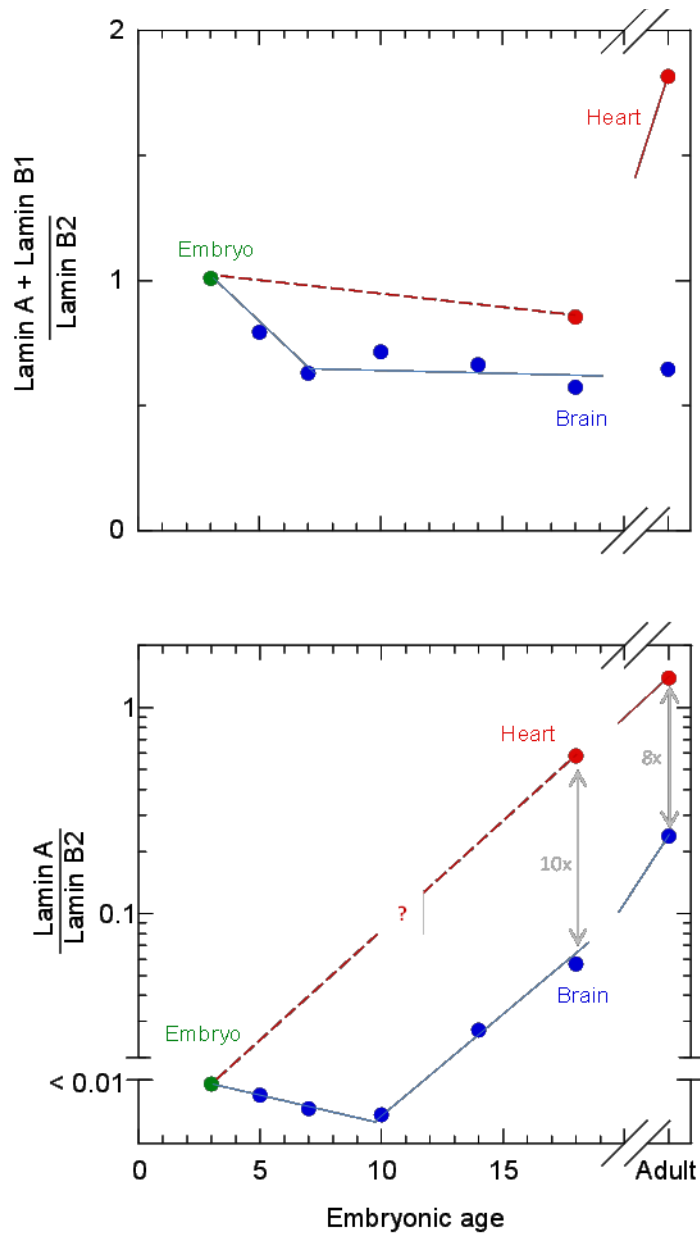 2
Heart
Embryo
Lamin A + Lamin B1
Lamin B2
1
Brain
0
1
Heart
8x
Lamin A
Lamin B2
10x
0.1
?
Embryo
Brain
< 0.01
0 5 10 15 Adult
Embryonic age